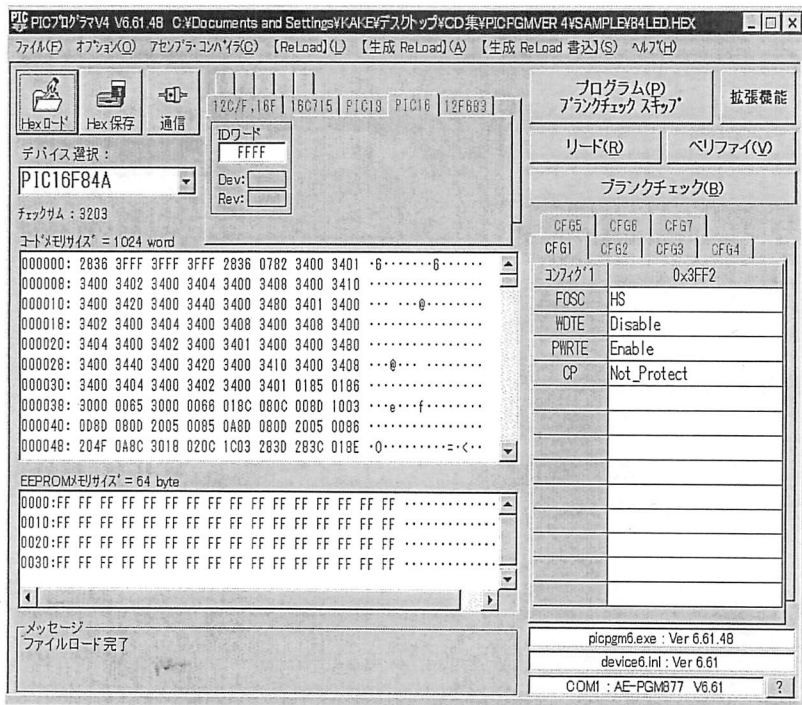 PICﾌﾟﾛｸﾞﾗﾏV4 V6.61.48 C:¥Documents and Settings¥KAKE¥デスクトップ¥CD集¥PICPGMVER 4¥SAMPLE¥84LED.HEX
ﾌｧｲﾙ(F) ｵﾌﾟｼｮﾝ(O) ｱｾﾝﾌﾞﾗ・ｺﾝﾊﾟｲﾗ(C) 【ReLoad】(L) 【生成 ReLoad】(A) 【生成 ReLoad 書込】(S) ﾍﾙﾌﾟ(H)
Hexﾛｰﾄﾞ Hex保存 通信
12C/F,16F 16C715 PIC18 PIC16 12F683
IDワード
FFFF
Dev:
Rev:
デバイス選択:
PIC16F84A
ﾁｪｯｸｻﾑ : 3203
ｺｰﾄﾞﾒﾓﾘｻｲｽﾞ = 1024 word
000000: 2836 3FFF 3FFF 3FFF 2836 0782 3400 3401 ·6·······6······
000008: 3400 3402 3400 3404 3400 3408 3400 3410 ················
000010: 3400 3420 3400 3440 3400 3480 3401 3400 ··· ···@········
000018: 3402 3400 3404 3400 3408 3400 3408 3400 ················
000020: 3404 3400 3402 3400 3401 3400 3400 3480 ················
000028: 3400 3440 3400 3420 3400 3410 3400 3408 ···@··· ········
000030: 3400 3404 3400 3402 3400 3401 0185 0186 ················
000038: 3000 0065 3000 0066 018C 080C 008D 1003 ···e···f········
000040: 0D8D 080D 2005 0085 0A8D 080D 2005 0086 ················
000048: 204F 0A8C 3018 020C 1C03 283D 283C 018E ·O·········=·<··
EEPROMﾒﾓﾘｻｲｽﾞ = 64 byte
0000:FF FF FF FF FF FF FF FF FF FF FF FF FF FF FF FF ················
0010:FF FF FF FF FF FF FF FF FF FF FF FF FF FF FF FF ················
0020:FF FF FF FF FF FF FF FF FF FF FF FF FF FF FF FF ················
0030:FF FF FF FF FF FF FF FF FF FF FF FF FF FF FF FF ················
メッセージ
ファイルロード完了
プログラム(P)
ﾌﾞﾗﾝｸﾁｪｯｸ ｽｷｯﾌﾟ
拡張機能
リード(R) ベリファイ(V)
ブランクチェック(B)
CFG5 CFG6 CFG7
CFG1 CFG2 CFG3 CFG4
ｺﾝﾌｨｸﾞ1 0x3FF2
FOSC HS
WDTE Disable
PWRTE Enable
CP Not_Protect
picpgm6.exe : Ver 6.61.48
device6.inl : Ver 6.61
COM1 : AE-PGM877 V6.61 ?